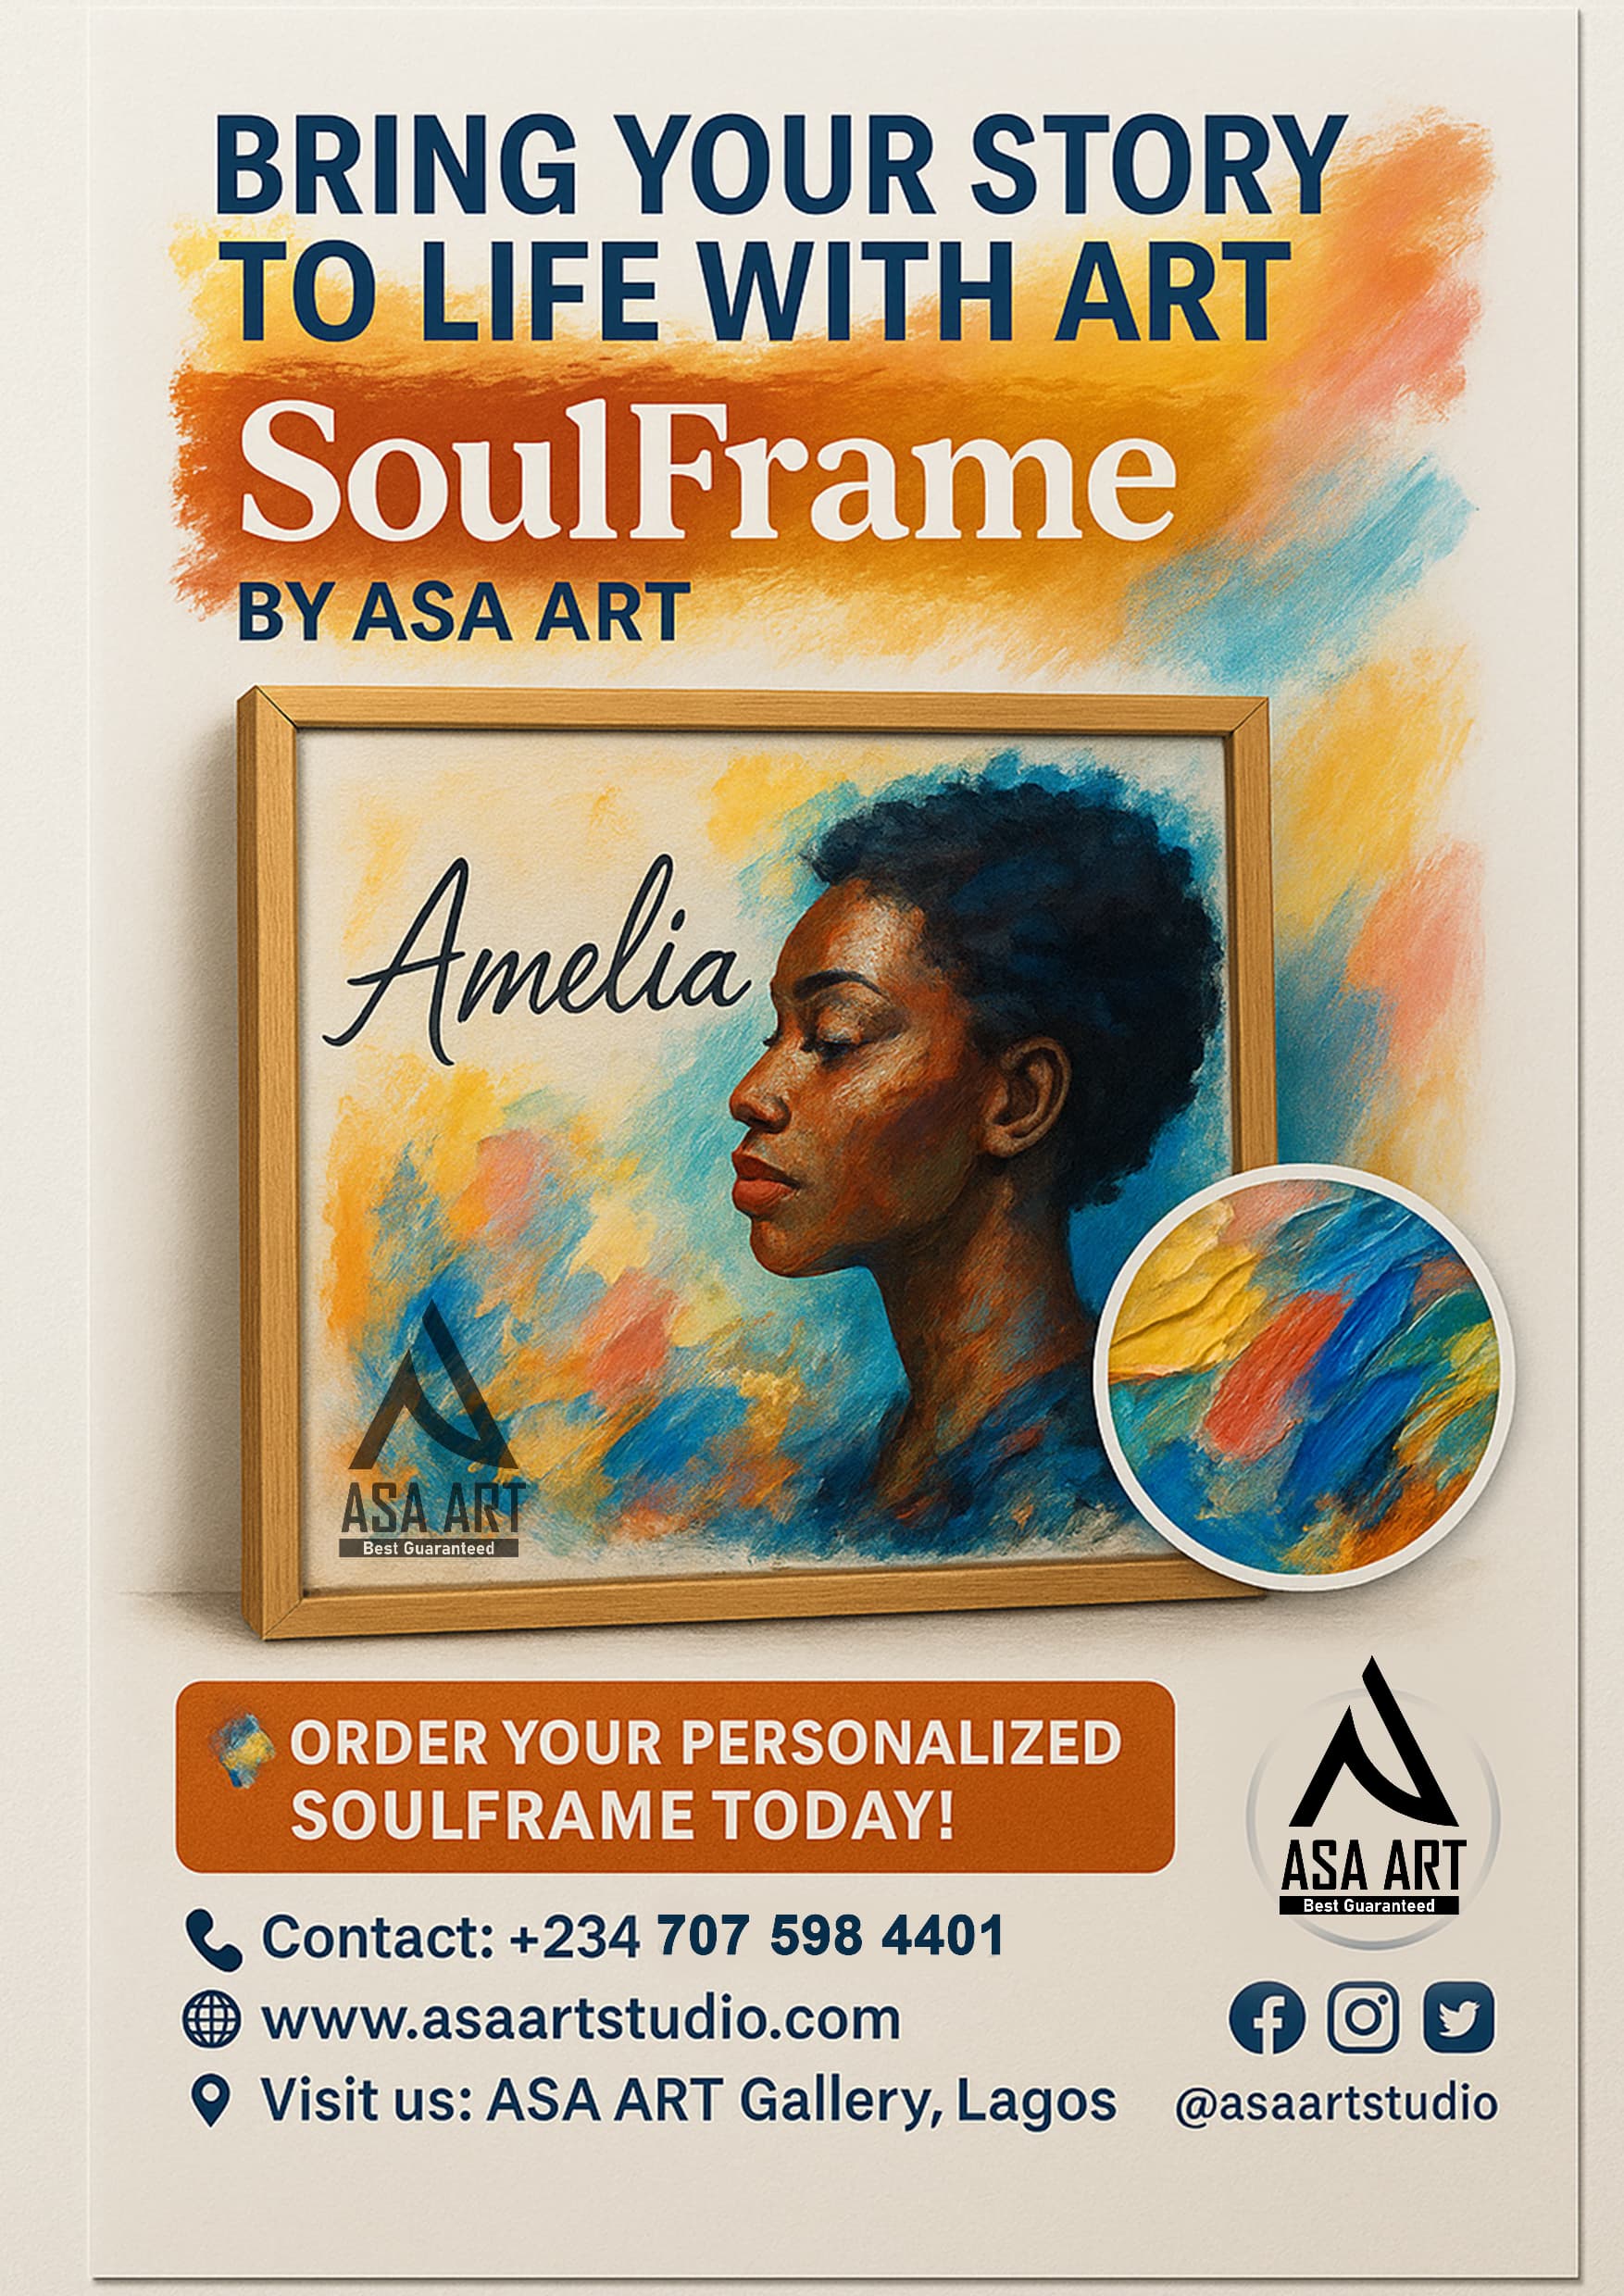 BRING YOUR STORY
TO LIFE WITH ART
SoulFrame
BY ASA ART
Amelia
ASA ART
Best Guaranteed
ORDER YOUR PERSONALIZED
SOULFRAME TODAY!
ASA ART
Best Guaranteed
Contact: +234 707 598 4401
www.asaartstudio.com
Visit us: ASA ART Gallery, Lagos
@asaartstudio